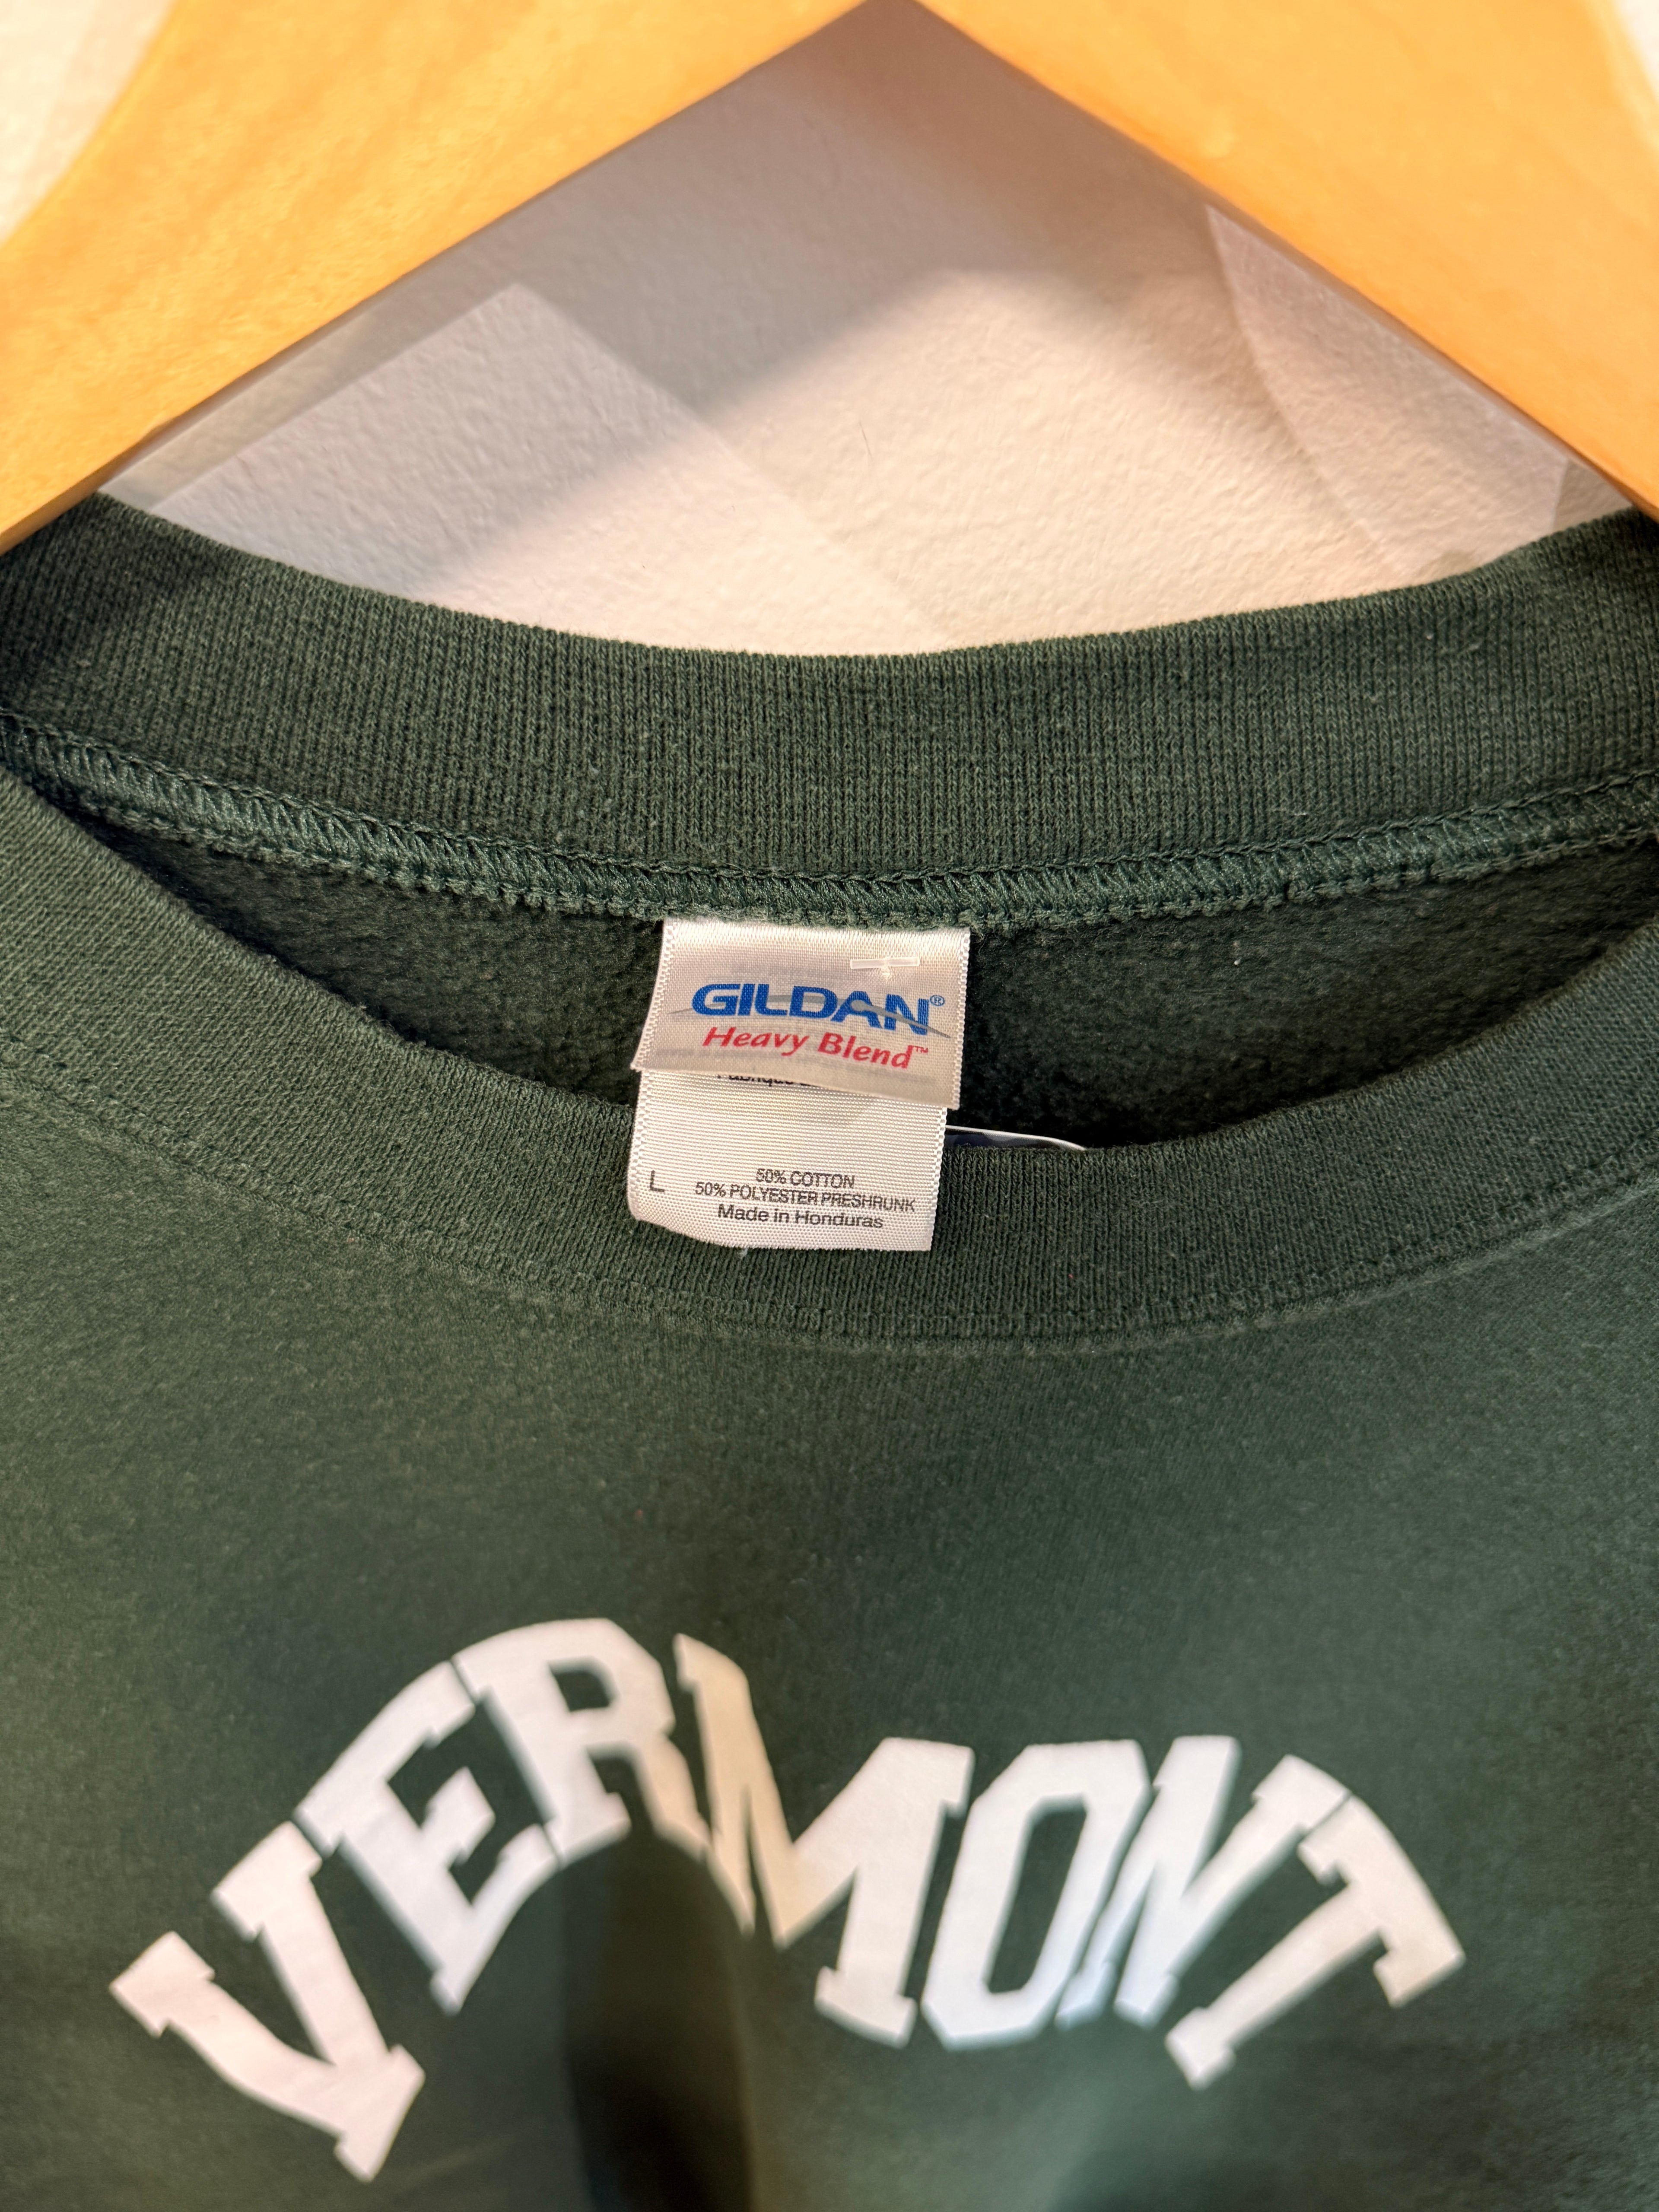 GILDAN®
Heavy Blend™
L
50% COTTON
50% POLYESTER PRESHRUNK
Made in Honduras
VERMONT